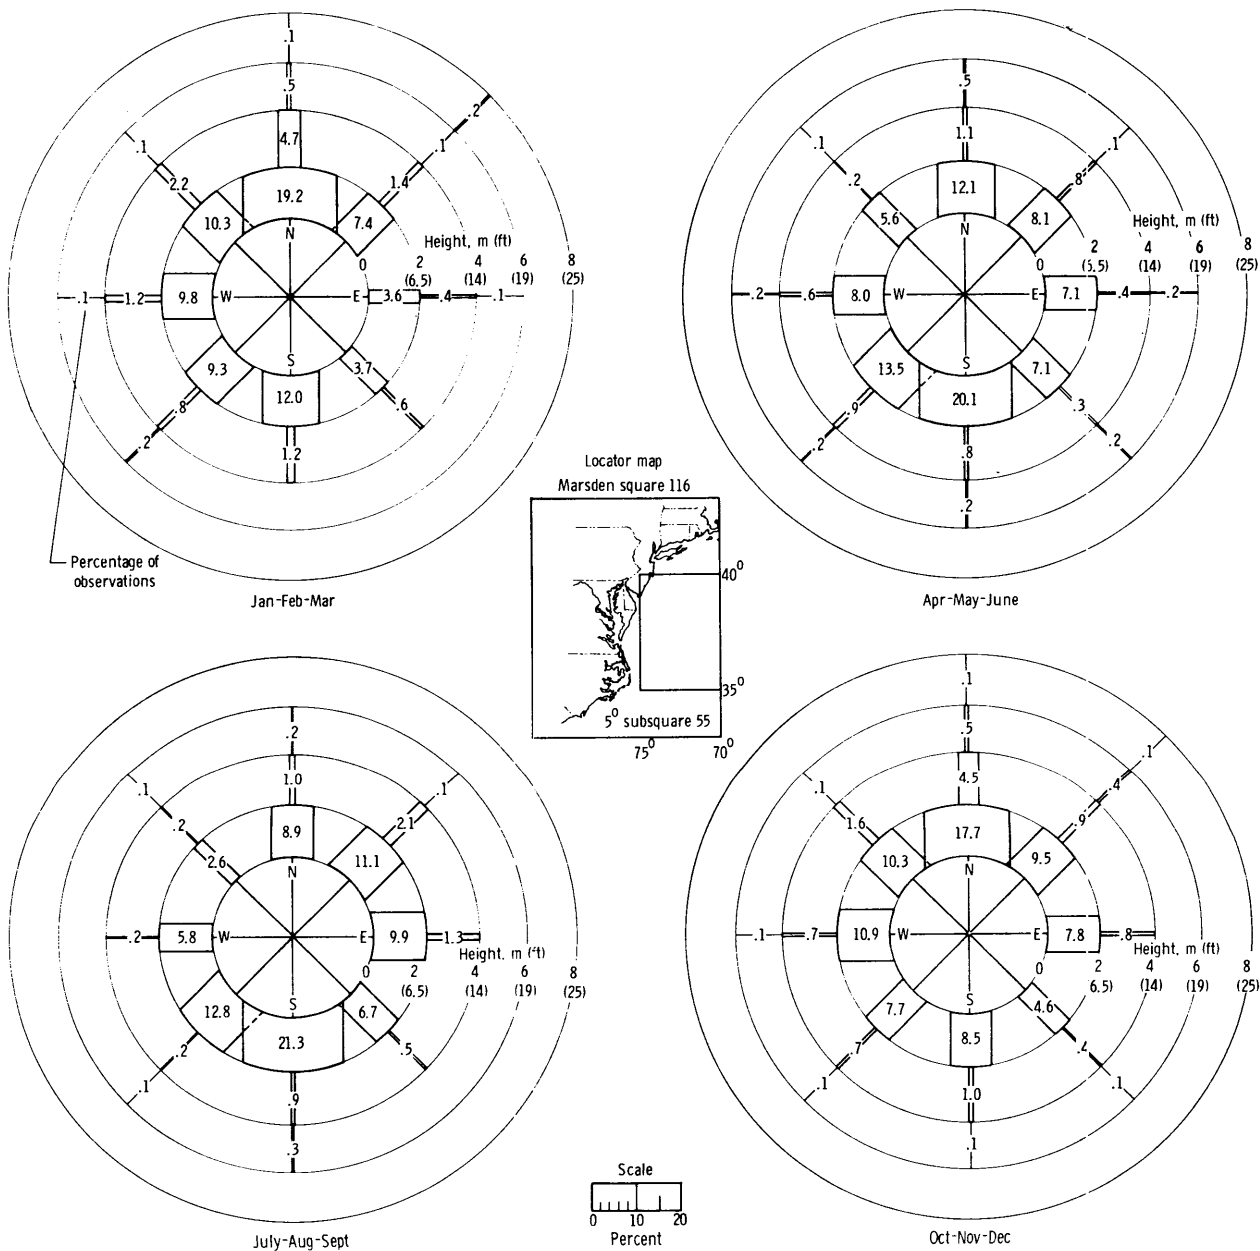 .1
.5
4.7
19.2
.2
.1
1.4
7.4
.1
2.2
10.3
N
W
E
S
9.8
1.2
.1
3.6
.4
.1
9.3
.8
.2
12.0
1.2
3.7
.6
Height, m (ft)
0 2 4 6 8
(6.5) (14) (19) (25)
Percentage of
observations
Jan-Feb-Mar
.5
1.1
12.1
.1
.8
8.1
.1
.2
5.6
N
W
E
S
8.0
.6
.2
7.1
.4
.2
13.5
.9
.2
20.1
.8
.2
7.1
.3
.2
Height, m (ft)
0 2 4 6 8
(6.5) (14) (19) (25)
Apr-May-June
Locator map
Marsden square 116
40°
35°
5° subsquare 55
75° 70°
.2
1.0
8.9
.1
2.1
11.1
.1
.2
2.6
N
W
E
S
5.8
.2
9.9
1.3
12.8
.2
.1
21.3
.9
.3
6.7
.5
Height, m (ft)
0 2 4 6 8
(6.5) (14) (19) (25)
July-Aug-Sept
.1
.5
4.5
17.7
.1
.4
.9
9.5
.1
1.6
10.3
N
W
E
S
10.9
.7
.1
7.8
.8
7.7
.7
.1
8.5
1.0
.1
4.6
.4
.1
Height, m (ft)
0 2 4 6 8
6.5) (14) (19) (25)
Oct-Nov-Dec
Scale
0 10 20
Percent